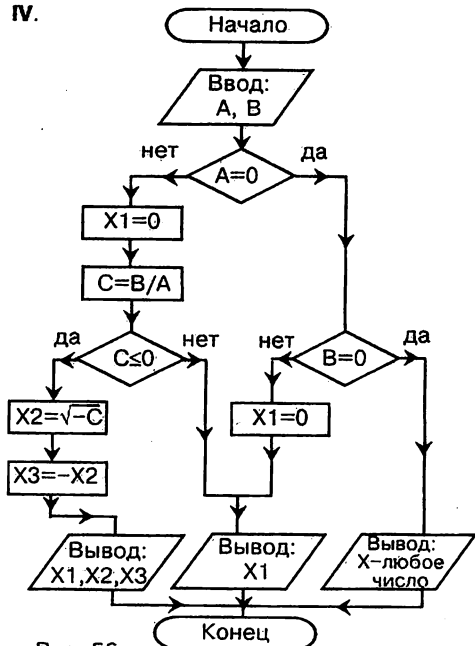 IV.
Начало
Ввод:
A, B
нет
да
A=0
X1=0
C=B/A
да
нет
C≤0
нет
да
B=0
X2=√-C
X1=0
X3=-X2
Вывод:
X1,X2,X3
Вывод:
X1
Вывод:
X-любое
число
Конец